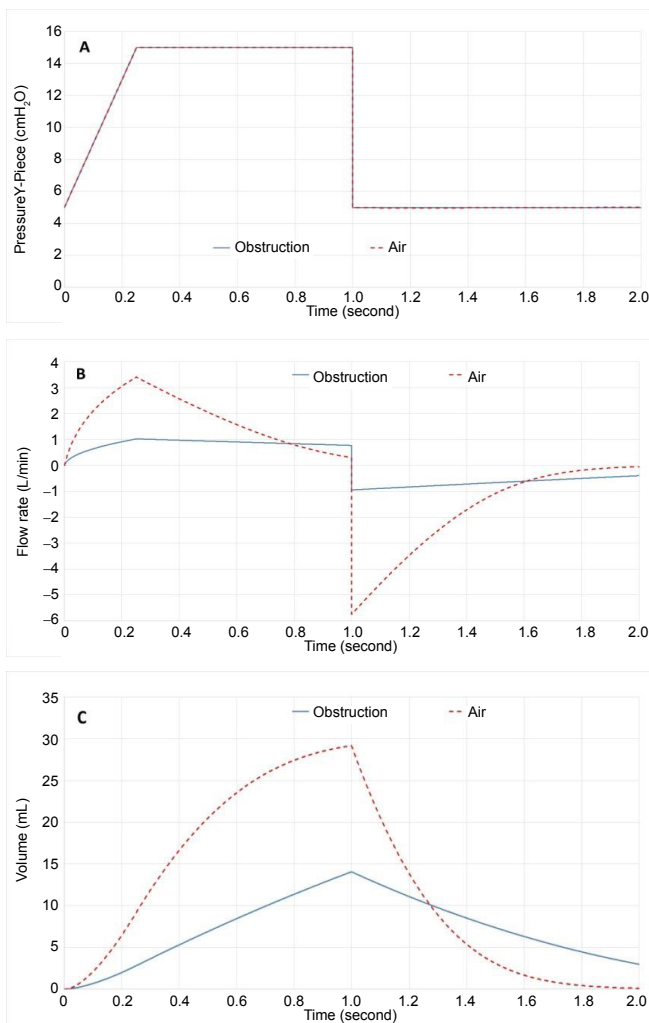 A
16
14
12
10
8
6
4
2
0
PressureY-Piece (cmH2O)
Obstruction
Air
0 0.2 0.4 0.6 0.8 1.0 1.2 1.4 1.6 1.8 2.0
Time (second)
B
4
3
2
1
0
–1
–2
–3
–4
–5
–6
Flow rate (L/min)
Obstruction
Air
0 0.2 0.4 0.6 0.8 1.0 1.2 1.4 1.6 1.8 2.0
Time (second)
C
35
30
25
20
15
10
5
0
Volume (mL)
Obstruction
Air
0 0.2 0.4 0.6 0.8 1.0 1.2 1.4 1.6 1.8 2.0
Time (second)